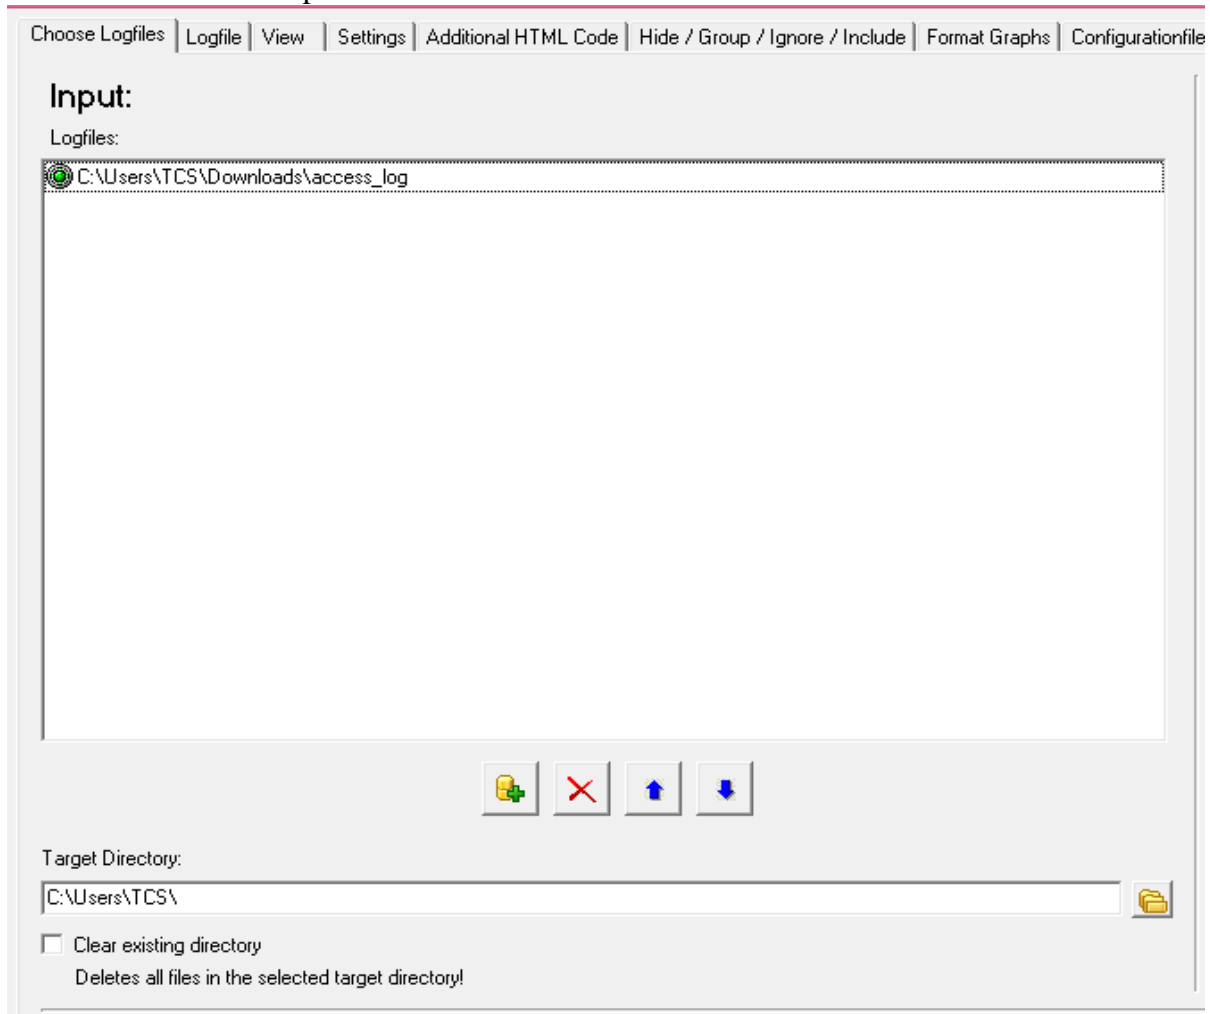 Choose Logfiles Logfile View Settings Additional HTML Code Hide / Group / Ignore / Include Format Graphs Configurationfile
Input:
Logfiles:
C:\Users\TCS\Downloads\access_log
Target Directory:
C:\Users\TCS\
Clear existing directory
Deletes all files in the selected target directory!